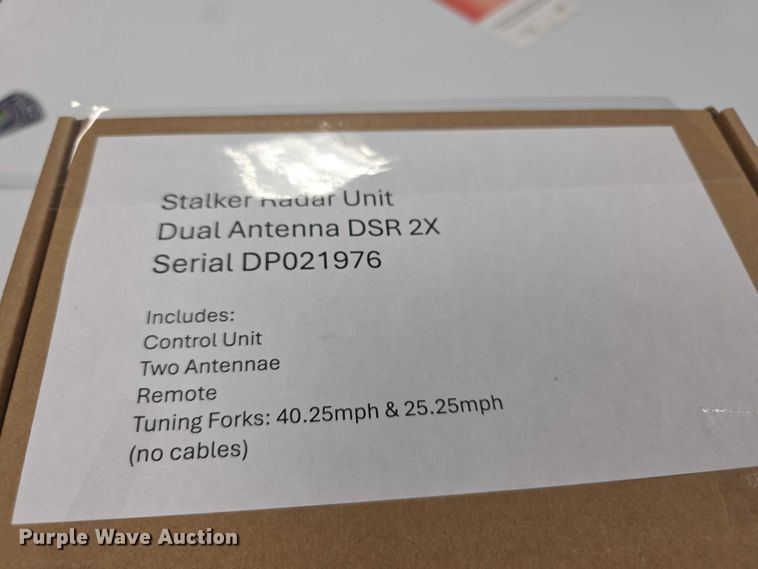 Stalker Radar Unit
Dual Antenna DSR 2X
Serial DP021976
Includes:
Control Unit
Two Antennae
Remote
Tuning Forks: 40.25mph & 25.25mph
(no cables)
Purple Wave Auction